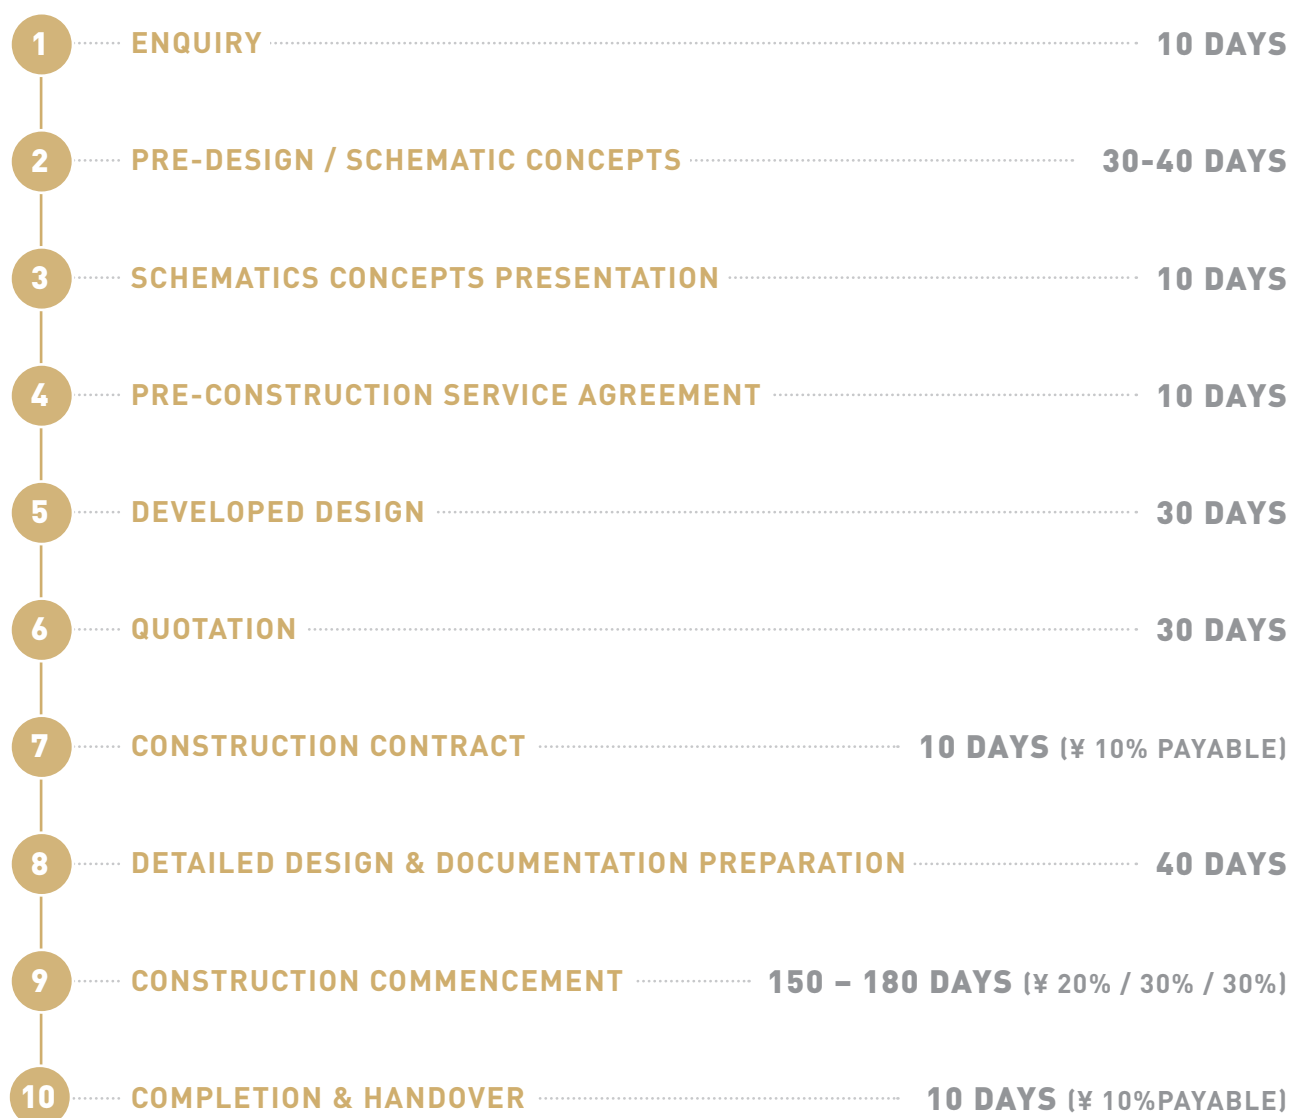 1 ENQUIRY 10 DAYS
2 PRE-DESIGN / SCHEMATIC CONCEPTS 30-40 DAYS
3 SCHEMATICS CONCEPTS PRESENTATION 10 DAYS
4 PRE-CONSTRUCTION SERVICE AGREEMENT 10 DAYS
5 DEVELOPED DESIGN 30 DAYS
6 QUOTATION 30 DAYS
7 CONSTRUCTION CONTRACT 10 DAYS (¥ 10% PAYABLE)
8 DETAILED DESIGN & DOCUMENTATION PREPARATION 40 DAYS
9 CONSTRUCTION COMMENCEMENT 150 – 180 DAYS (¥ 20% / 30% / 30%)
10 COMPLETION & HANDOVER 10 DAYS (¥ 10%PAYABLE)